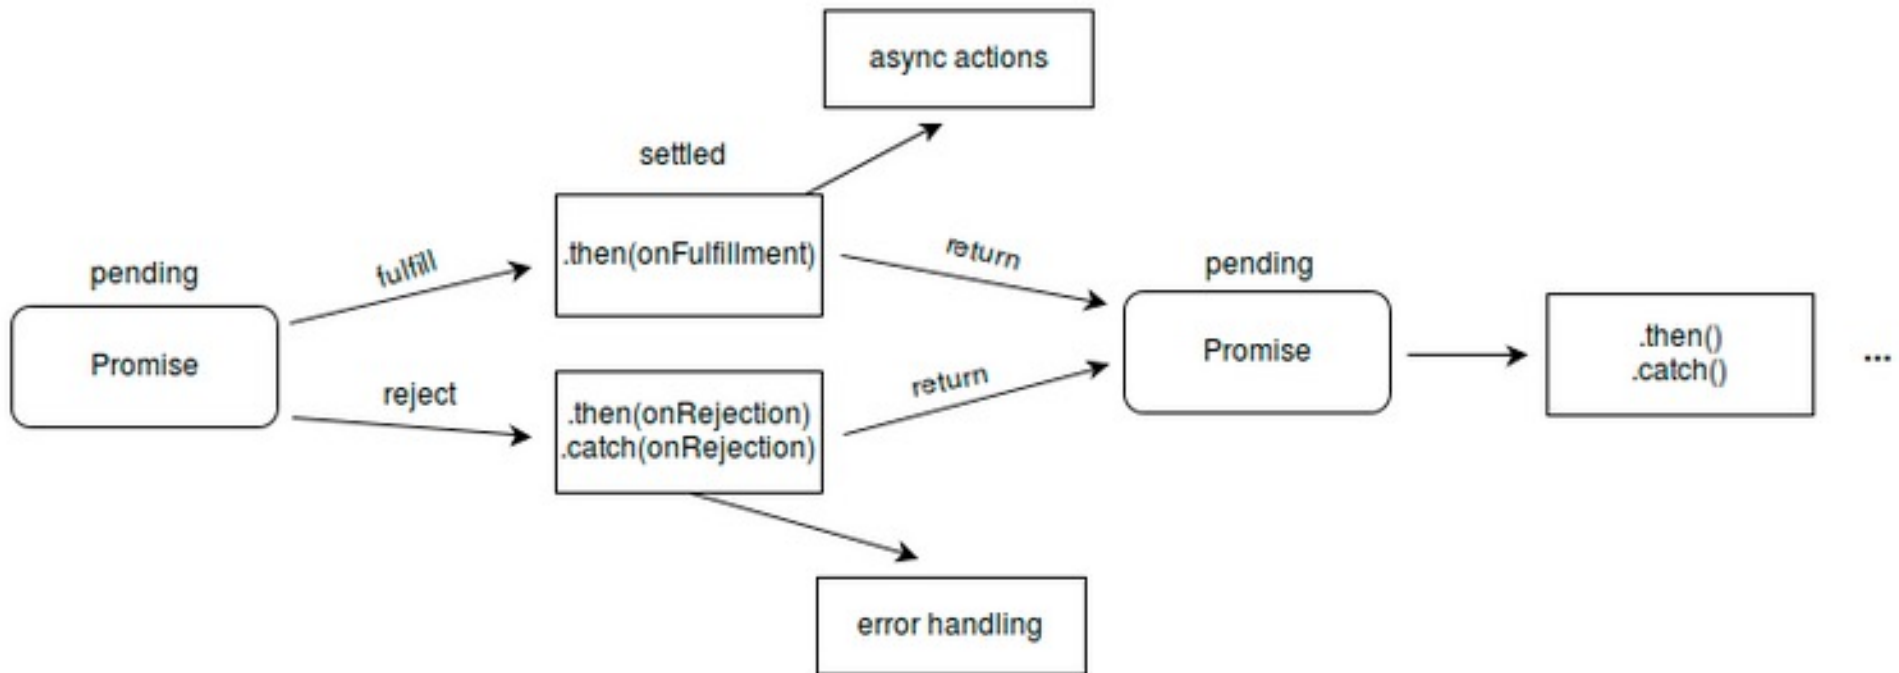 async actions
settled
.then(onFulfillment)
pending
fulfill
Promise
reject
.then(onRejection)
.catch(onRejection)
return
return
pending
Promise
.then()
.catch()
...
error handling